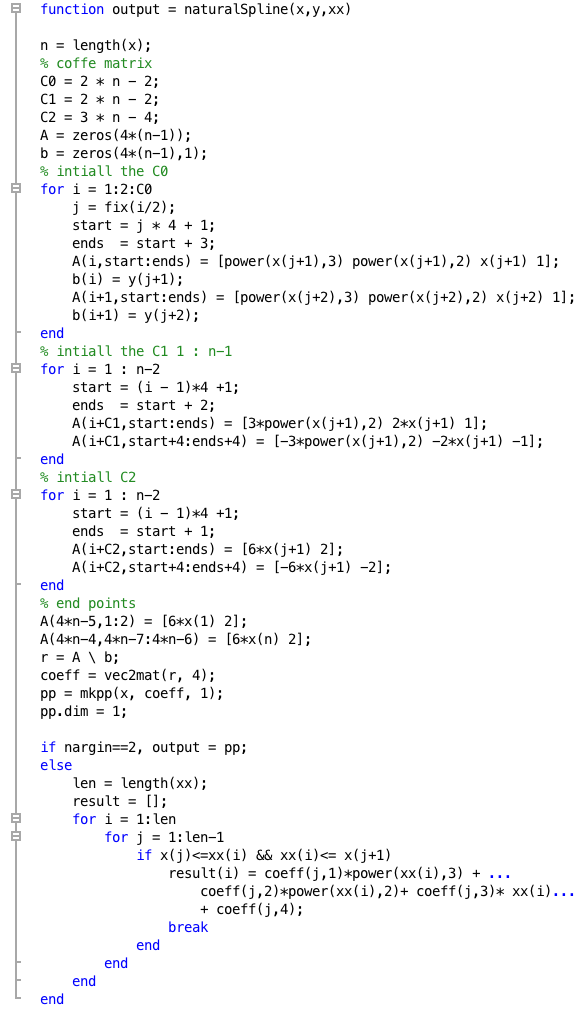 function output = naturalSpline(x,y,xx)

n = length(x);
% coffe matrix
C0 = 2 * n - 2;
C1 = 2 * n - 2;
C2 = 3 * n - 4;
A = zeros(4*(n-1));
b = zeros(4*(n-1),1);
% intiall the C0
for i = 1:2:C0
    j = fix(i/2);
    start = j * 4 + 1;
    ends  = start + 3;
    A(i,start:ends) = [power(x(j+1),3) power(x(j+1),2) x(j+1) 1];
    b(i) = y(j+1);
    A(i+1,start:ends) = [power(x(j+2),3) power(x(j+2),2) x(j+2) 1];
    b(i+1) = y(j+2);
end
% intiall the C1 1 : n-1
for i = 1 : n-2
    start = (i - 1)*4 +1;
    ends  = start + 2;
    A(i+C1,start:ends) = [3*power(x(j+1),2) 2*x(j+1) 1];
    A(i+C1,start+4:ends+4) = [-3*power(x(j+1),2) -2*x(j+1) -1];
end
% intiall C2
for i = 1 : n-2
    start = (i - 1)*4 +1;
    ends  = start + 1;
    A(i+C2,start:ends) = [6*x(j+1) 2];
    A(i+C2,start+4:ends+4) = [-6*x(j+1) -2];
end
% end points
A(4*n-5,1:2) = [6*x(1) 2];
A(4*n-4,4*n-7:4*n-6) = [6*x(n) 2];
r = A \ b;
coeff = vec2mat(r, 4);
pp = mkpp(x, coeff, 1);
pp.dim = 1;

if nargin==2, output = pp;
else
    len = length(xx);
    result = [];
    for i = 1:len
        for j = 1:len-1
            if x(j)<=xx(i) && xx(i)<= x(j+1)
                result(i) = coeff(j,1)*power(xx(i),3) + ...
                    coeff(j,2)*power(xx(i),2)+ coeff(j,3)* xx(i)...
                    + coeff(j,4);
                break
            end
        end
    end
end